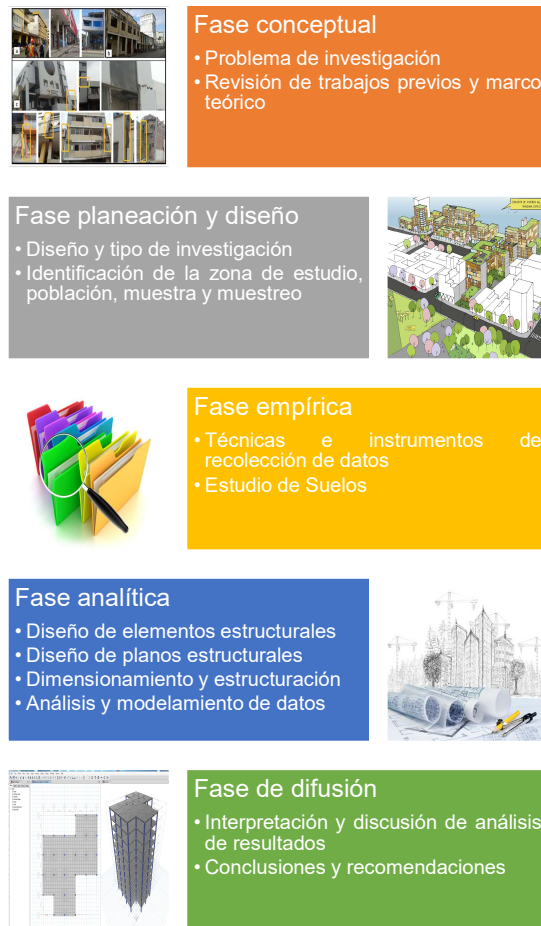 Fase conceptual
• Problema de investigación
• Revisión de trabajos previos y marco
teórico
Fase planeación y diseño
• Diseño y tipo de investigación
• Identificación de la zona de estudio,
población, muestra y muestreo
Fase empírica
• Técnicas e instrumentos de
recolección de datos
• Estudio de Suelos
Fase analítica
• Diseño de elementos estructurales
• Diseño de planos estructurales
• Dimensionamiento y estructuración
• Análisis y modelamiento de datos
Fase de difusión
• Interpretación y discusión de análisis
de resultados
• Conclusiones y recomendaciones